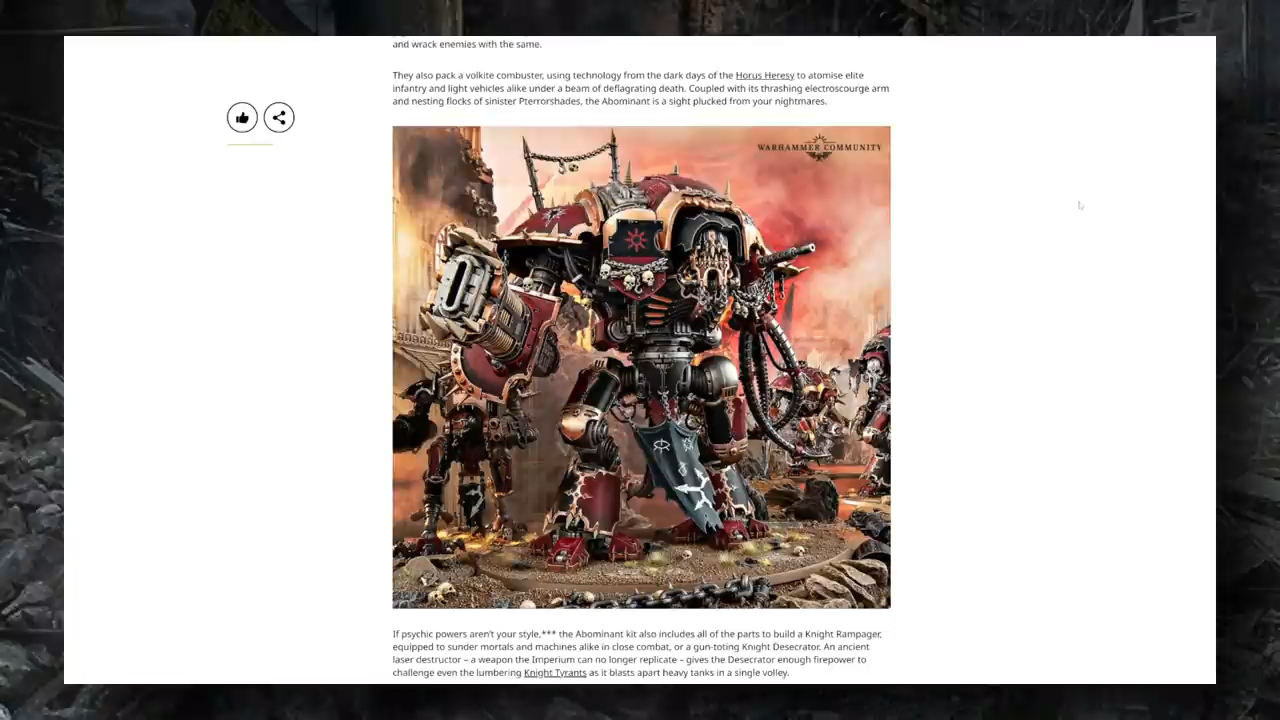 and wrack enemies with the same.
They also pack a volkite combuster, using technology from the dark days of the Horus Heresy to atomise elite
infantry and light vehicles alike under a beam of deflagrating death. Coupled with its thrashing electroscourge arm
and nesting flocks of sinister Pterrorshades, the Abominant is a sight plucked from your nightmares.
WARHAMMER COMMUNITY
If psychic powers aren't your style,*** the Abominant kit also includes all of the parts to build a Knight Rampager,
equipped to sunder mortals and machines alike in close combat, or a gun-toting Knight Desecrator. An ancient
laser destructor – a weapon the Imperium can no longer replicate – gives the Desecrator enough firepower to
challenge even the lumbering Knight Tyrants as it blasts apart heavy tanks in a single volley.